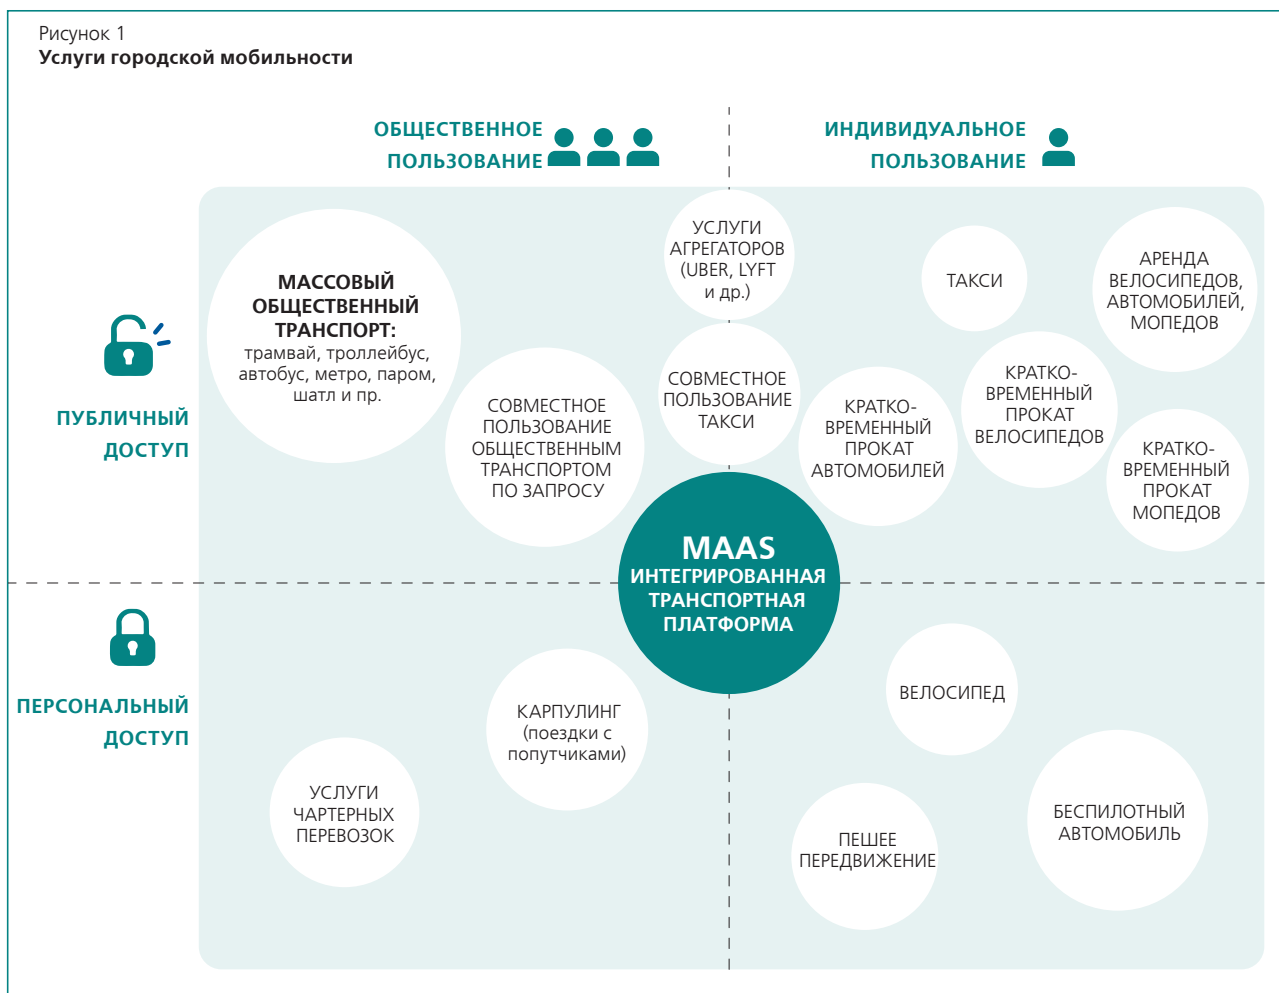 Рисунок 1
Услуги городской мобильности
ОБЩЕСТВЕННОЕ
ПОЛЬЗОВАНИЕ
ИНДИВИДУАЛЬНОЕ
ПОЛЬЗОВАНИЕ
ПУБЛИЧНЫЙ
ДОСТУП
МАССОВЫЙ
ОБЩЕСТВЕННЫЙ
ТРАНСПОРТ:
трамвай, троллейбус,
автобус, метро, паром,
шатл и пр.
СОВМЕСТНОЕ
ПОЛЬЗОВАНИЕ
ОБЩЕСТВЕННЫМ
ТРАНСПОРТОМ
ПО ЗАПРОСУ
УСЛУГИ
АГРЕГАТОРОВ
(UBER, LYFT
и др.)
СОВМЕСТНОЕ
ПОЛЬЗОВАНИЕ
ТАКСИ
ТАКСИ
АРЕНДА
ВЕЛОСИПЕДОВ,
АВТОМОБИЛЕЙ,
МОПЕДОВ
КРАТКО-
ВРЕМЕННЫЙ
ПРОКАТ
АВТОМОБИЛЕЙ
КРАТКО-
ВРЕМЕННЫЙ
ПРОКАТ
ВЕЛОСИПЕДОВ
КРАТКО-
ВРЕМЕННЫЙ
ПРОКАТ
МОПЕДОВ
MAAS
ИНТЕГРИРОВАННАЯ
ТРАНСПОРТНАЯ
ПЛАТФОРМА
ПЕРСОНАЛЬНЫЙ
ДОСТУП
УСЛУГИ
ЧАРТЕРНЫХ
ПЕРЕВОЗОК
КАРПУЛИНГ
(поездки с
попутчиками)
ВЕЛОСИПЕД
ПЕШЕЕ
ПЕРЕДВИЖЕНИЕ
БЕСПИЛОТНЫЙ
АВТОМОБИЛЬ